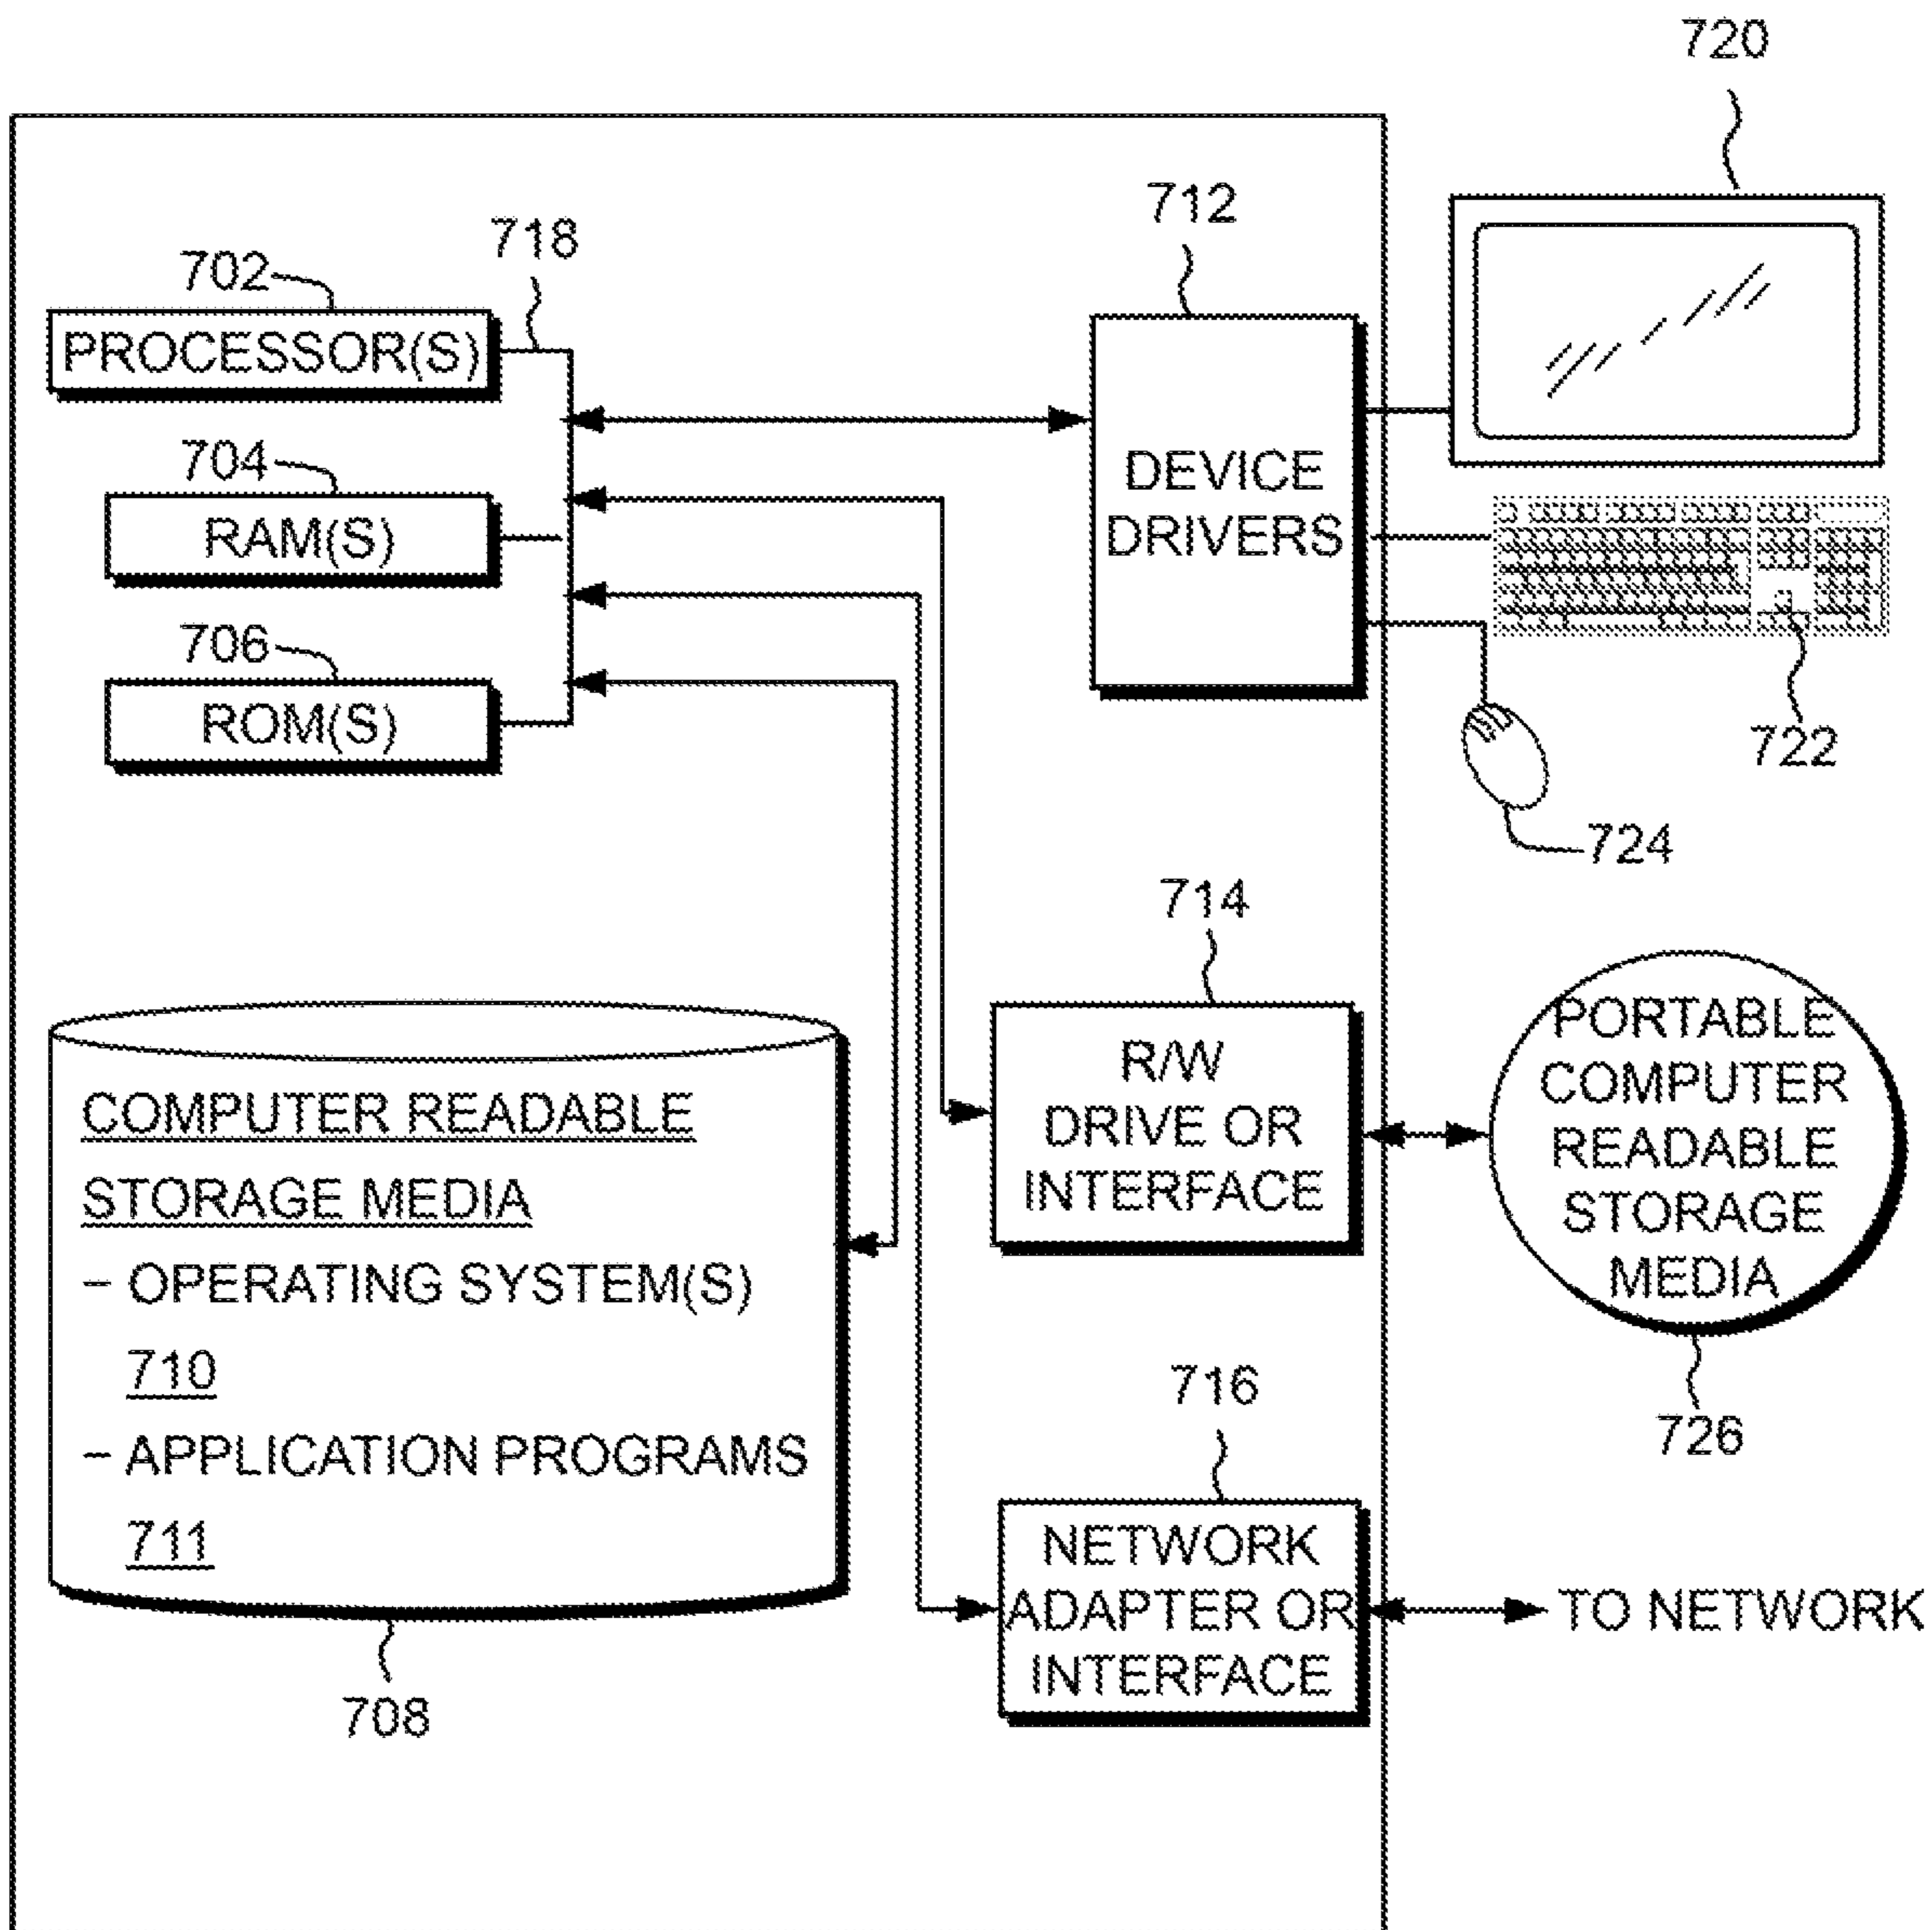 720
712
718
702
PROCESSOR(S)
704
RAM(S)
706
ROM(S)
DEVICE
DRIVERS
722
724
714
R/W
DRIVE OR
INTERFACE
PORTABLE
COMPUTER
READABLE
STORAGE
MEDIA
726
COMPUTER READABLE
STORAGE MEDIA
– OPERATING SYSTEM(S)
710
– APPLICATION PROGRAMS
711
708
716
NETWORK
ADAPTER OR
INTERFACE
TO NETWORK